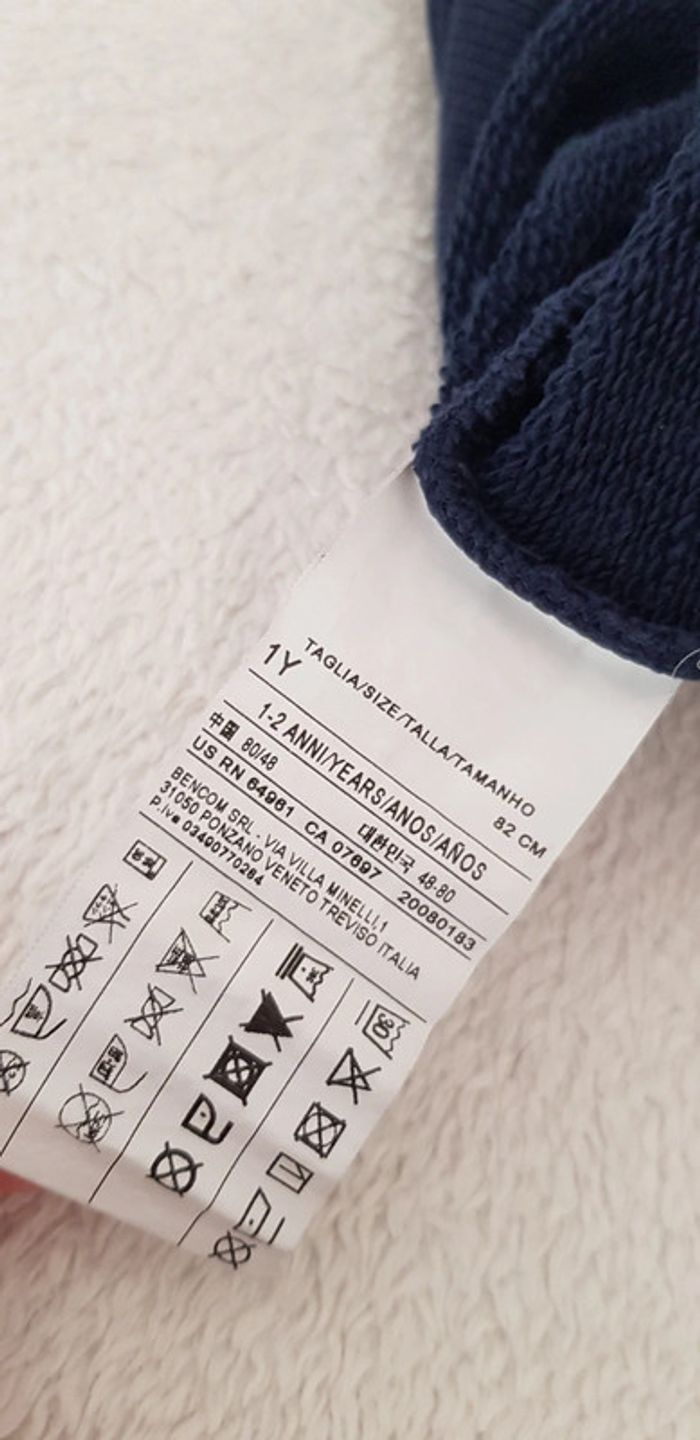 TAGLIA/SIZE/TALLA/TAMANHO
1Y 82 CM
1-2 ANNI/YEARS/ANOS/AÑOS
中国 80/48 대한민국 48-80
US RN 64961 CA 07697 20080183
BENCOM SRL - VIA VILLA MINELLI,1
31050 PONZANO VENETO TREVISO ITALIA
P.iva 03490770264
30